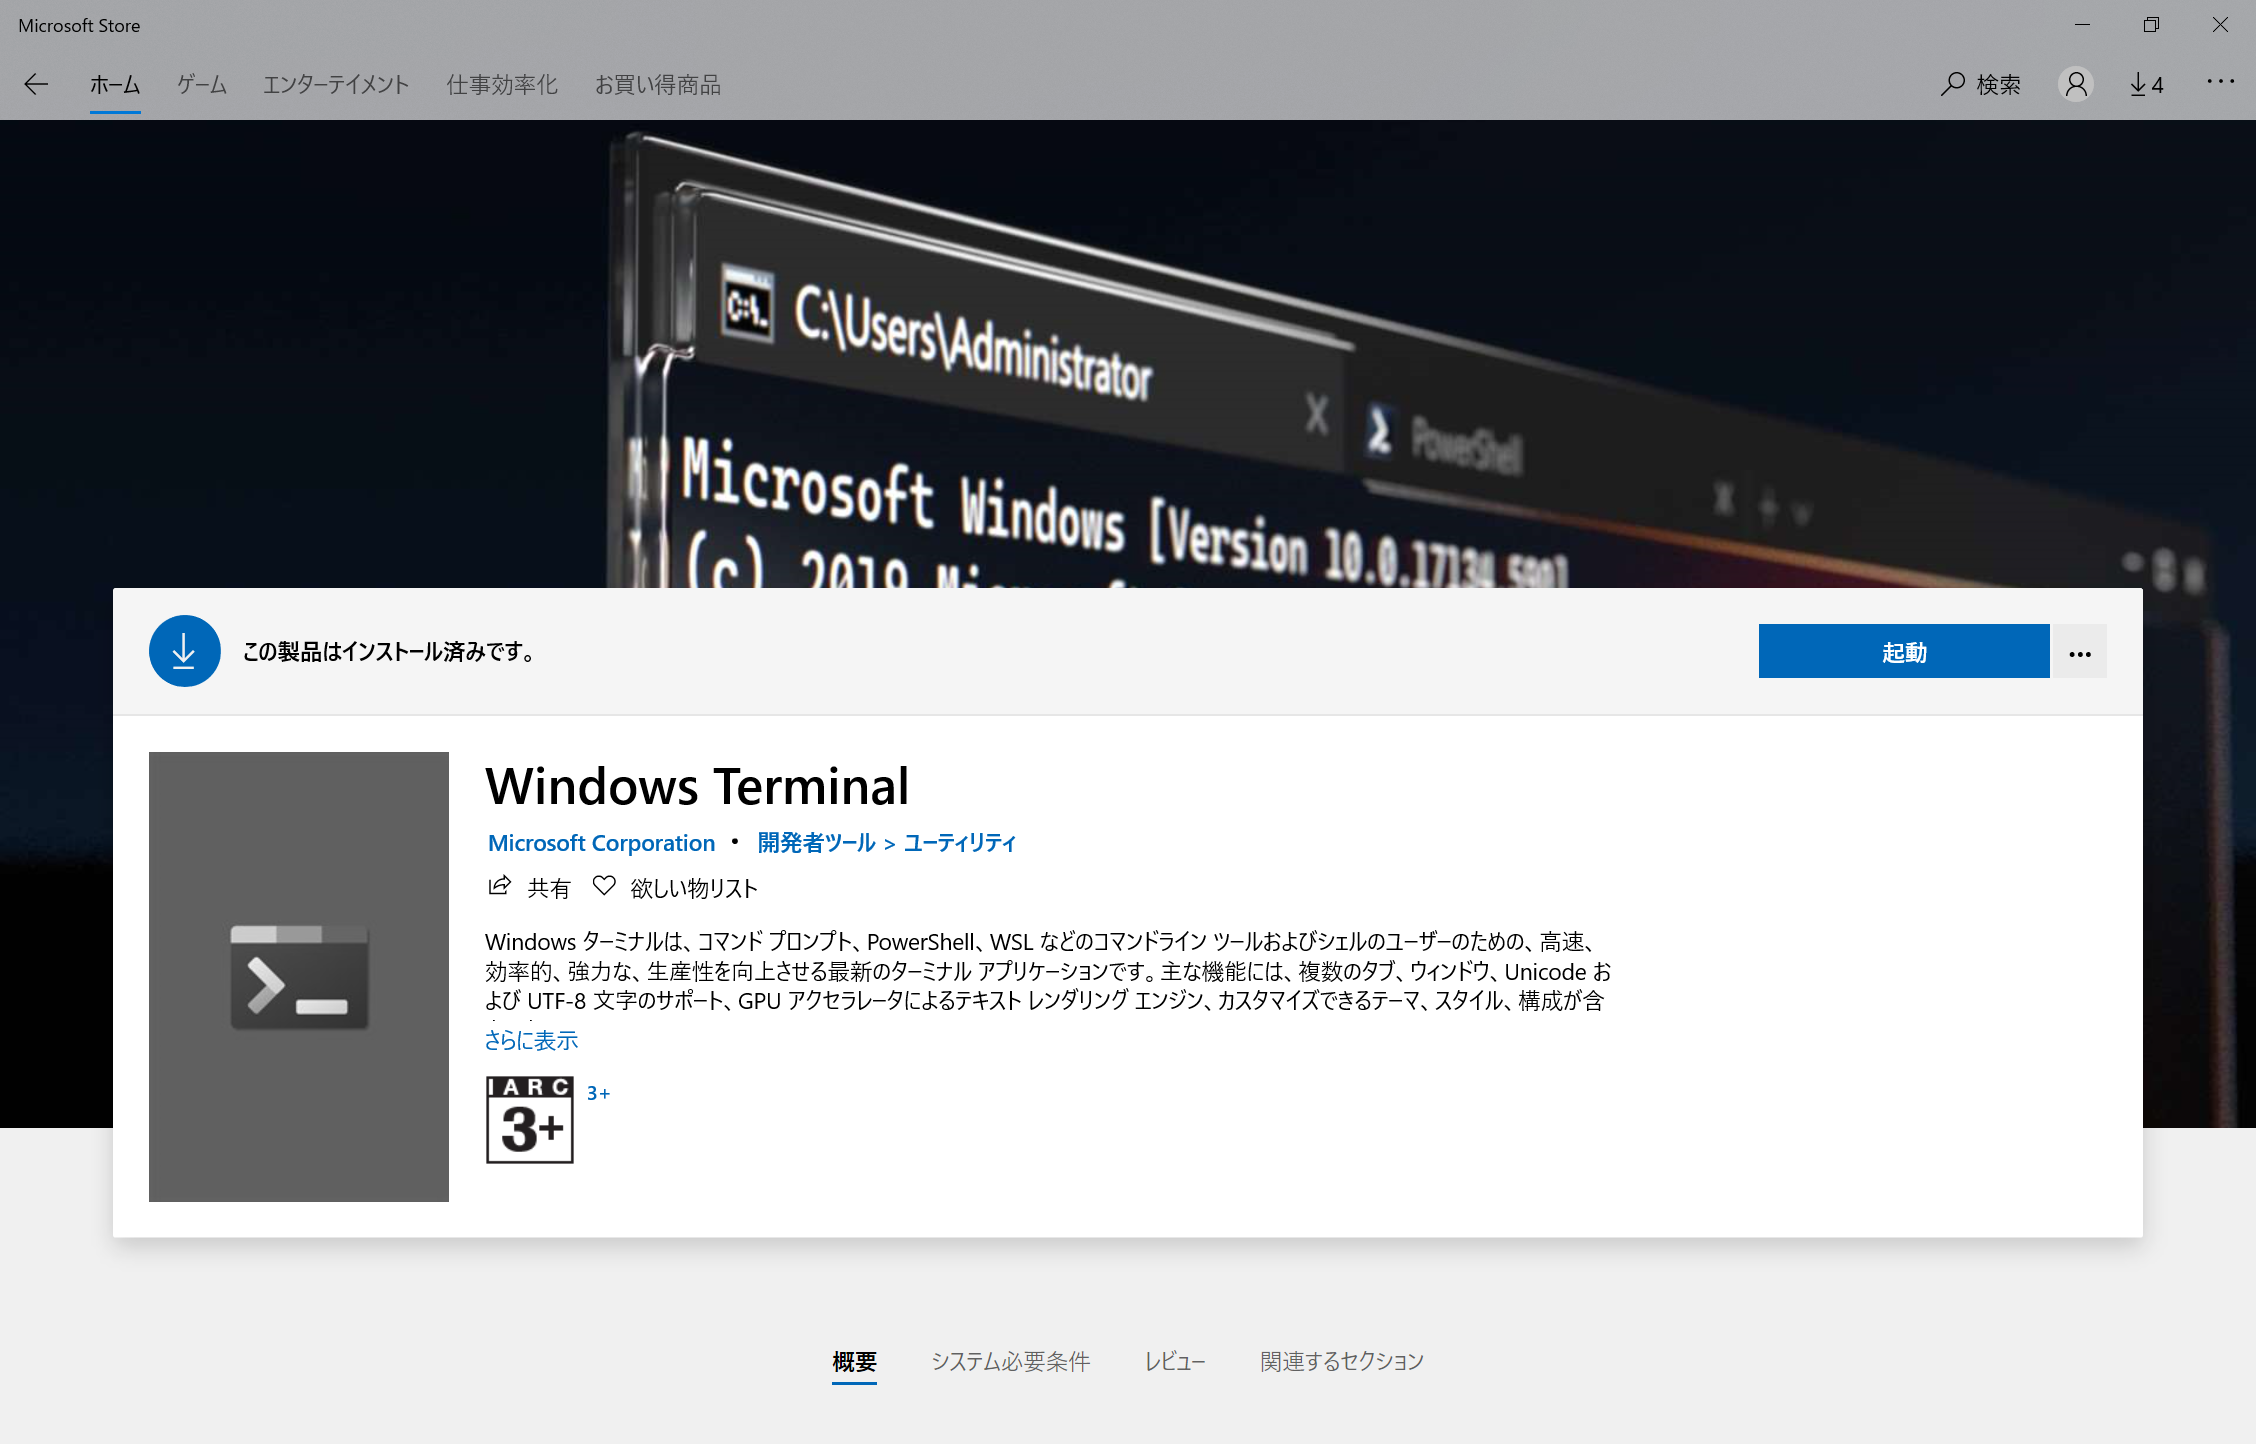 Microsoft Store
ホーム ゲーム エンターテイメント 仕事効率化 お買い得商品 検索 4
C:\Users\Administrator
PowerShell
Microsoft Windows [Version 10.0.17134.590]
(c) 2019
この製品はインストール済みです。
起動
Windows Terminal
Microsoft Corporation • 開発者ツール > ユーティリティ
共有 欲しい物リスト
Windows ターミナルは、コマンド プロンプト、PowerShell、WSL などのコマンドライン ツールおよびシェルのユーザーのための、高速、
効率的、強力な、生産性を向上させる最新のターミナル アプリケーションです。主な機能には、複数のタブ、ウィンドウ、Unicode お
よび UTF-8 文字のサポート、GPU アクセラレータによるテキスト レンダリング エンジン、カスタマイズできるテーマ、スタイル、構成が含
さらに表示
IARC
3+
3+
概要 システム必要条件 レビュー 関連するセクション